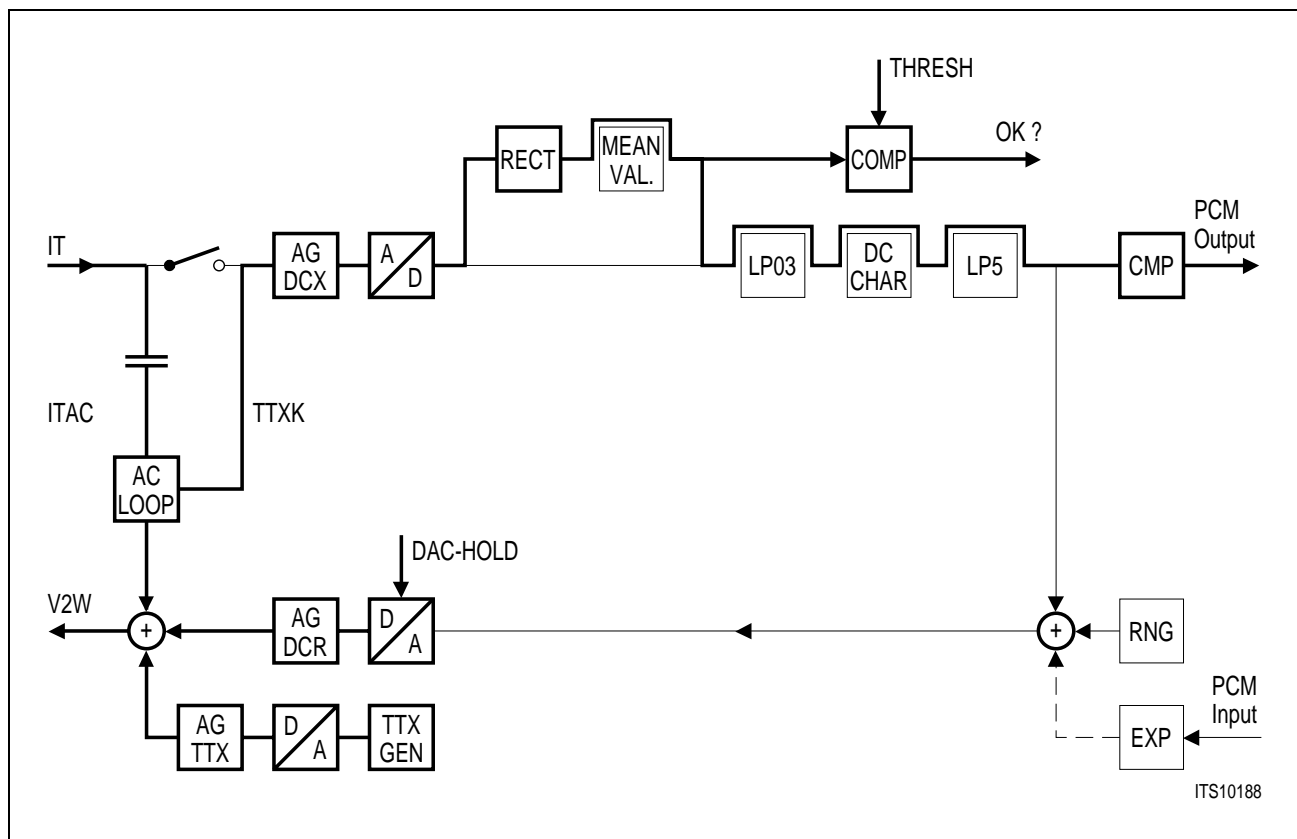 THRESH
OK ?
RECT
MEAN
VAL.
COMP
PCM
Output
IT
AG
DCX
A
D
LP03
DC
CHAR
LP5
CMP
ITAC
TTXK
AC
LOOP
DAC-HOLD
V2W
+
AG
DCR
D
A
+
RNG
PCM
Input
AG
TTX
D
A
TTX
GEN
EXP
ITS10188